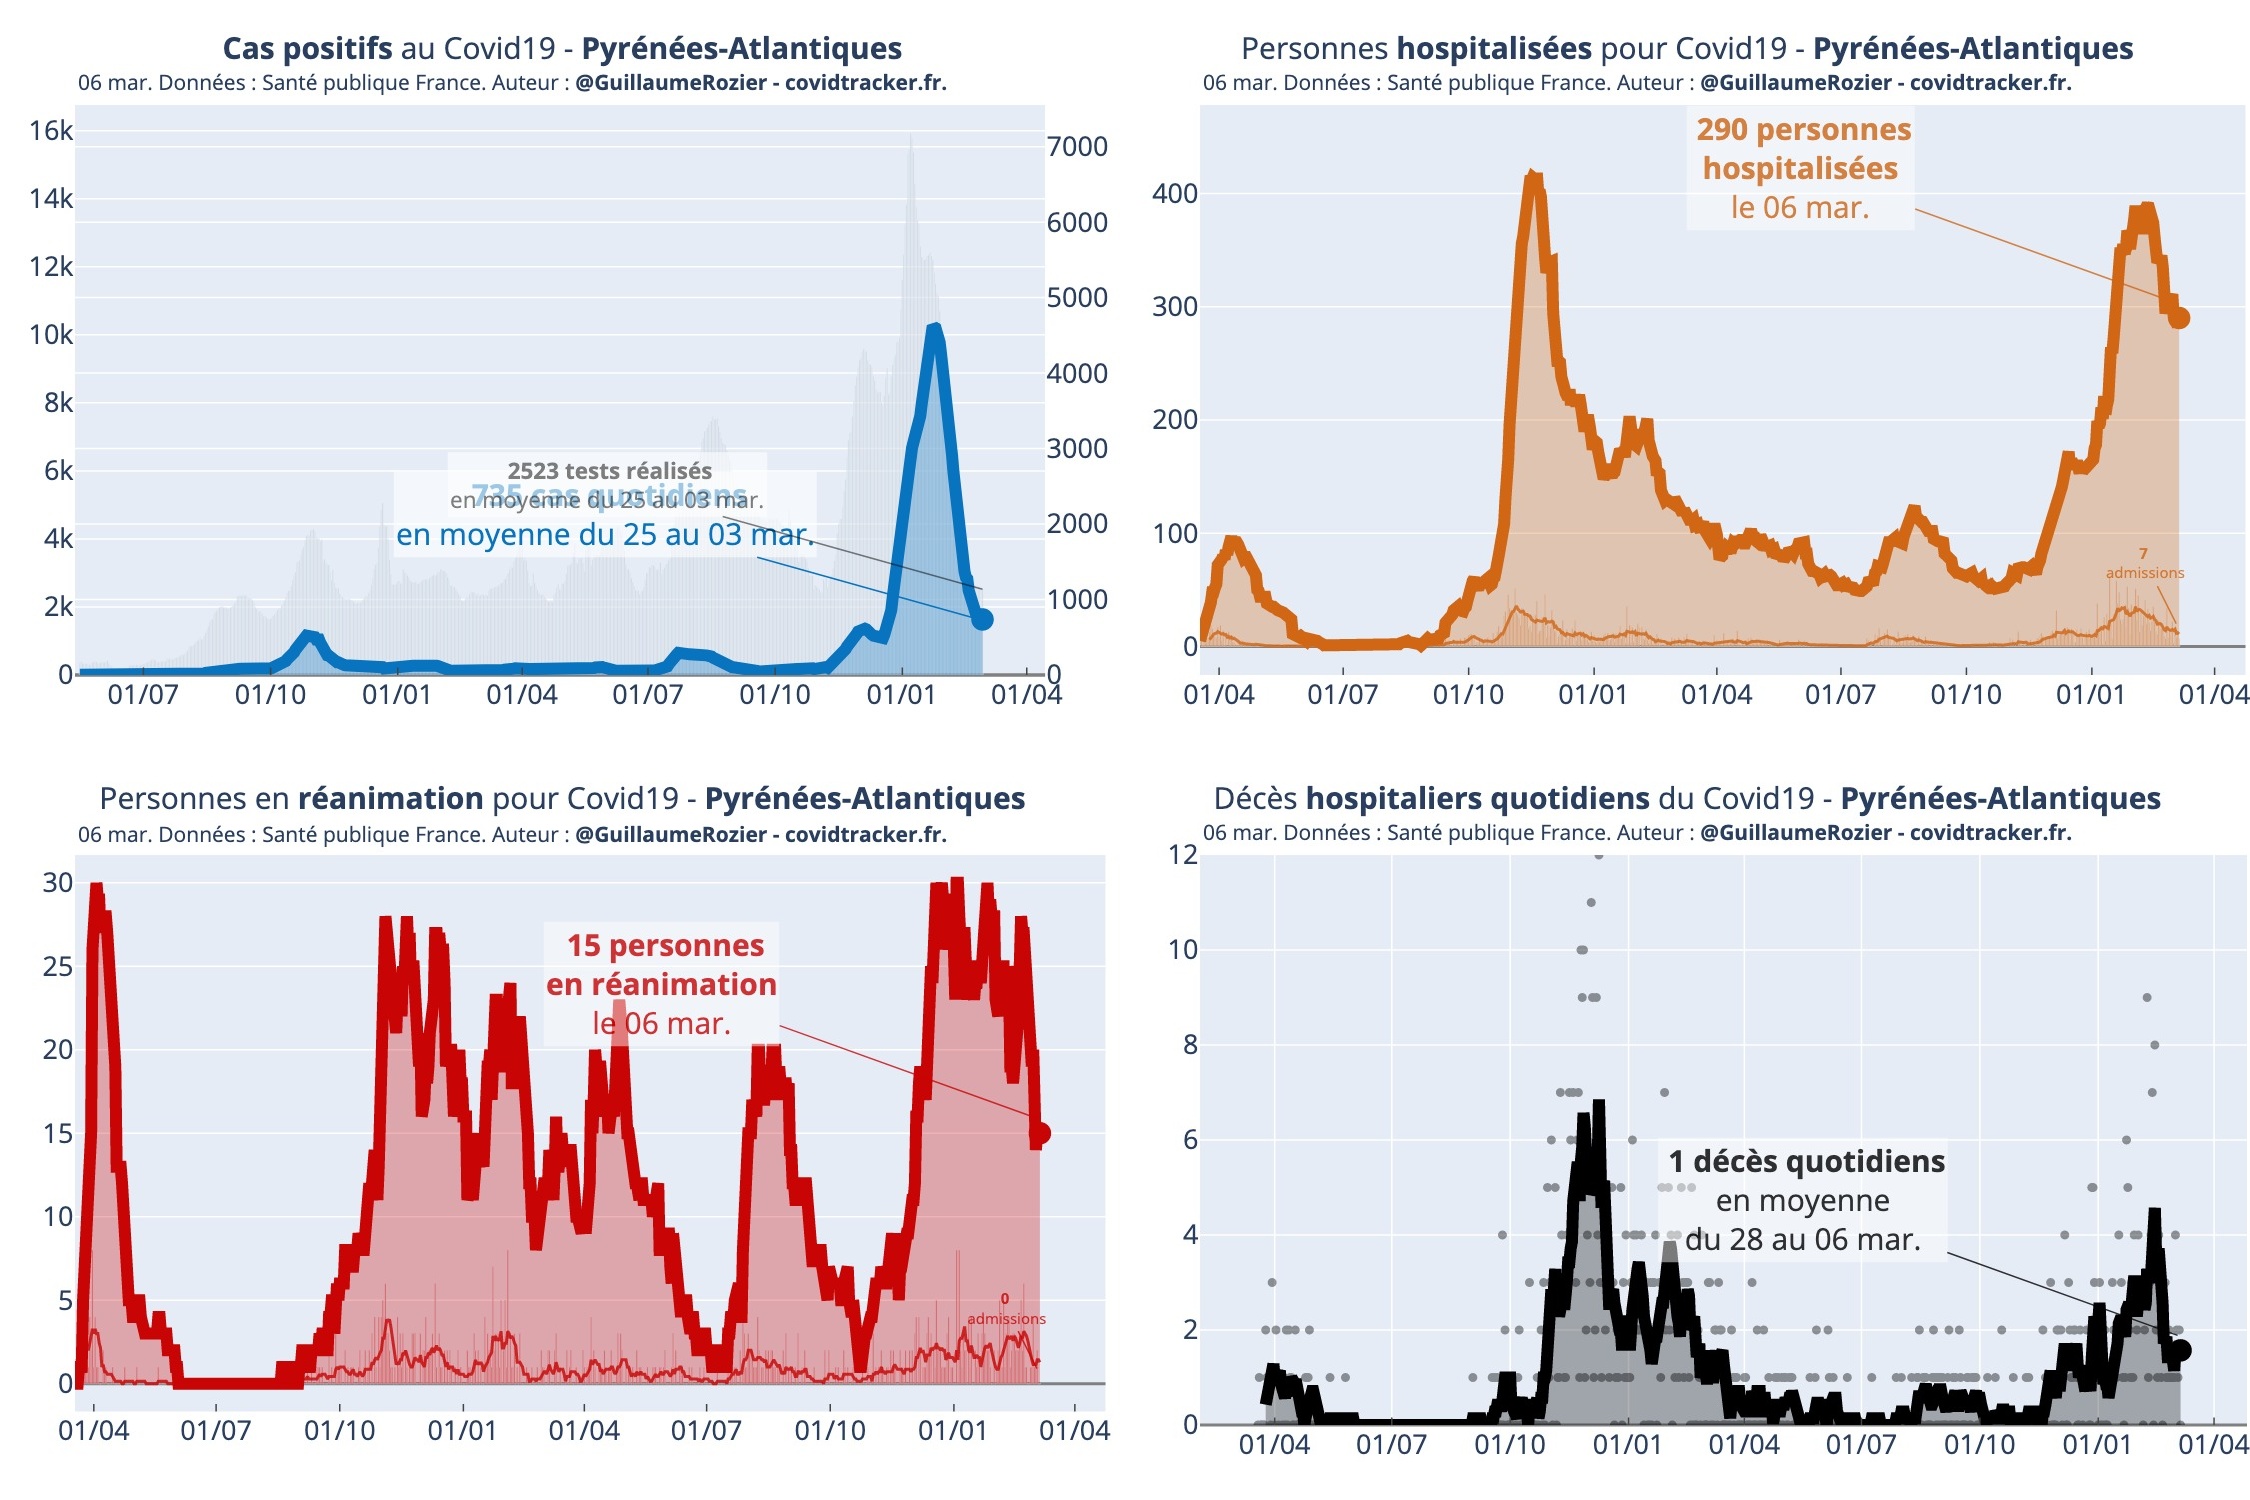 Cas positifs au Covid19 - Pyrénées-Atlantiques
06 mar. Données : Santé publique France. Auteur : @GuillaumeRozier - covidtracker.fr.
16k
14k
12k
10k
8k
6k
4k
2k
0
7000
6000
5000
4000
3000
2000
1000
0
2523 tests réalisés
en moyenne du 25 au 03 mar.
735 cas quotidiens
en moyenne du 25 au 03 mar.
01/07 01/10 01/01 01/04 01/07 01/10 01/01 01/04
Personnes hospitalisées pour Covid19 - Pyrénées-Atlantiques
06 mar. Données : Santé publique France. Auteur : @GuillaumeRozier - covidtracker.fr.
400
300
200
100
0
290 personnes
hospitalisées
le 06 mar.
7
admissions
01/04 01/07 01/10 01/01 01/04 01/07 01/10 01/01 01/04
Personnes en réanimation pour Covid19 - Pyrénées-Atlantiques
06 mar. Données : Santé publique France. Auteur : @GuillaumeRozier - covidtracker.fr.
30
25
20
15
10
5
0
15 personnes
en réanimation
le 06 mar.
0
admissions
01/04 01/07 01/10 01/01 01/04 01/07 01/10 01/01 01/04
Décès hospitaliers quotidiens du Covid19 - Pyrénées-Atlantiques
06 mar. Données : Santé publique France. Auteur : @GuillaumeRozier - covidtracker.fr.
12
10
8
6
4
2
0
1 décès quotidiens
en moyenne
du 28 au 06 mar.
01/04 01/07 01/10 01/01 01/04 01/07 01/10 01/01 01/04